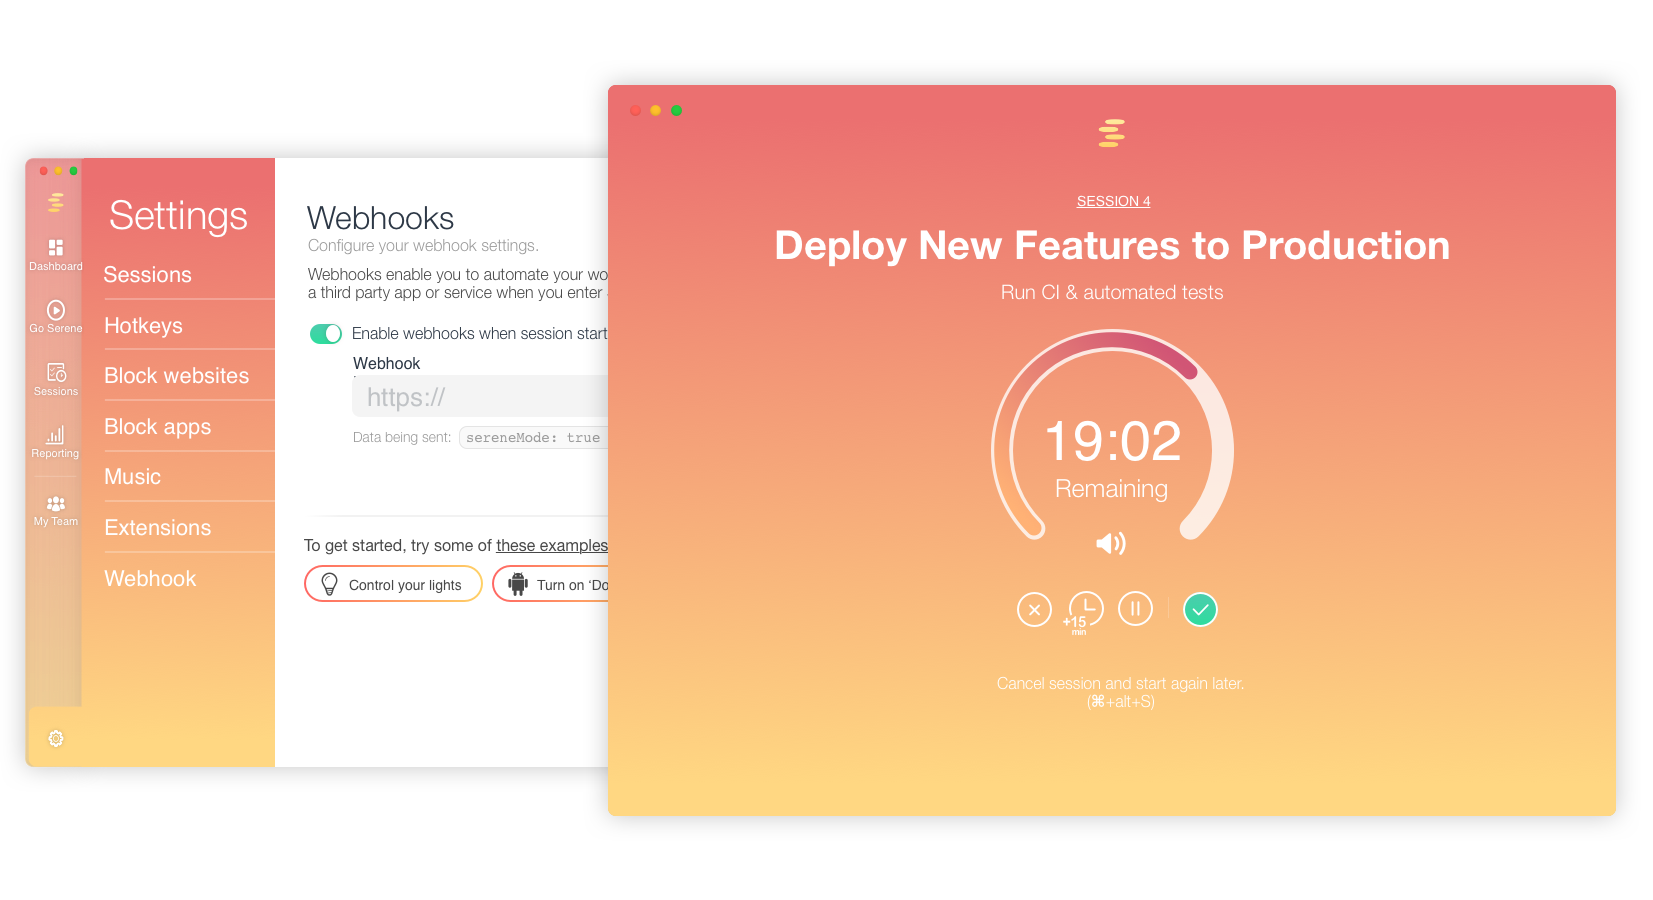 Dashboard
Go Serene
Sessions
Reporting
My Team
Settings
Sessions
Hotkeys
Block websites
Block apps
Music
Extensions
Webhook
Webhooks
Configure your webhook settings.
Webhooks enable you to automate your wo
a third party app or service when you enter
Enable webhooks when session start
Webhook
https://
Data being sent: sereneMode: true
To get started, try some of these examples
Control your lights
Turn on ‘Do
SESSION 4
Deploy New Features to Production
Run CI & automated tests
19:02
Remaining
+15
min
Cancel session and start again later.
(⌘+alt+S)